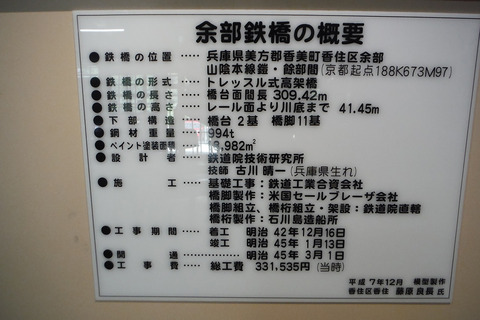 余部鉄橋の概要
●鉄橋の位置……兵庫県美方郡香美町香住区余部
山陰本線鎧・餘部間(京都起点188K673M97)
●鉄橋の形式……トレッスル式高架橋
●鉄橋の長さ……橋台面間長 309.42m
●鉄橋の高さ……レール面より川底まで 41.45m
●下部構造……橋台 2基 橋脚11基
●鋼材重量……994t
●ペイント塗装面積……,982㎡
●設計者……鉄道院技術研究所
技師 古川 晴一(兵庫県生れ)
●施工……基礎工事:鉄道工業合資会社
橋脚製作:米国セールブレーザ会社
橋脚組立、橋桁組立・架設:鉄道院直轄
橋桁製作:石川島造船所
●工事期間……着工 明治 42年12月16日
竣工 明治 45年 1月13日
●開通……明治 45年 3月 1日
●工事費……総工費 331,535円(当時)
平成 7年12月 製作
香住区香住 藤原 良長 氏